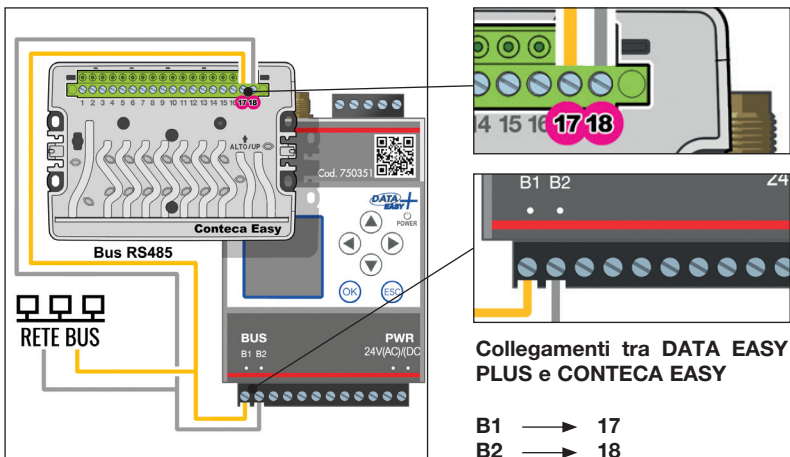 1 2 3 4 5 6 7 8 9 10 11 12 13 14 15 16 17 18
ALTO/UP
Conteca Easy
Bus RS485
RETE BUS
Cod. 750351
DATA
EASY
+
POWER
OK
ESC
BUS
B1 B2
PWR
24V(AC)/(DC
14 15 16 17 18
B1 B2
24
Collegamenti tra DATA EASY
PLUS e CONTECA EASY
B1 → 17
B2 → 18